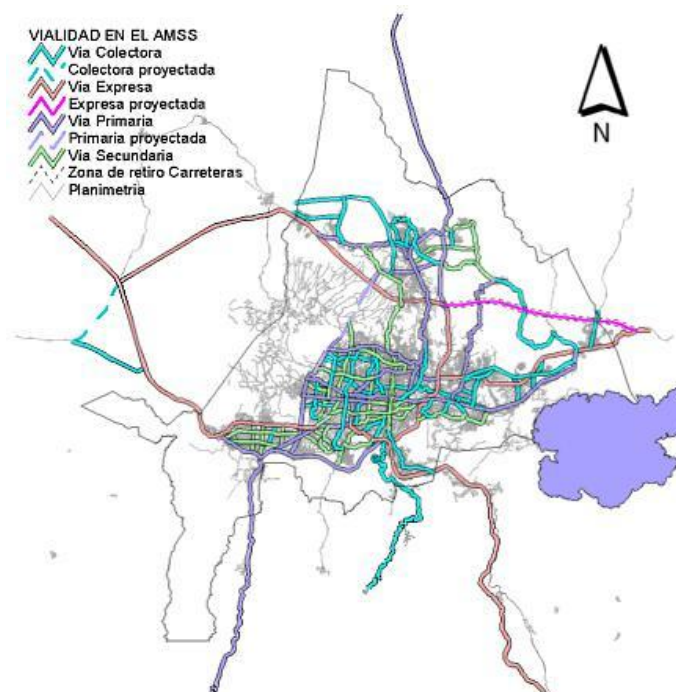 VIALIDAD EN EL AMSS
Via Colectora
Colectora proyectada
Via Expresa
Expresa proyectada
Via Primaria
Primaria proyectada
Via Secundaria
Zona de retiro Carreteras
Planimetria
N